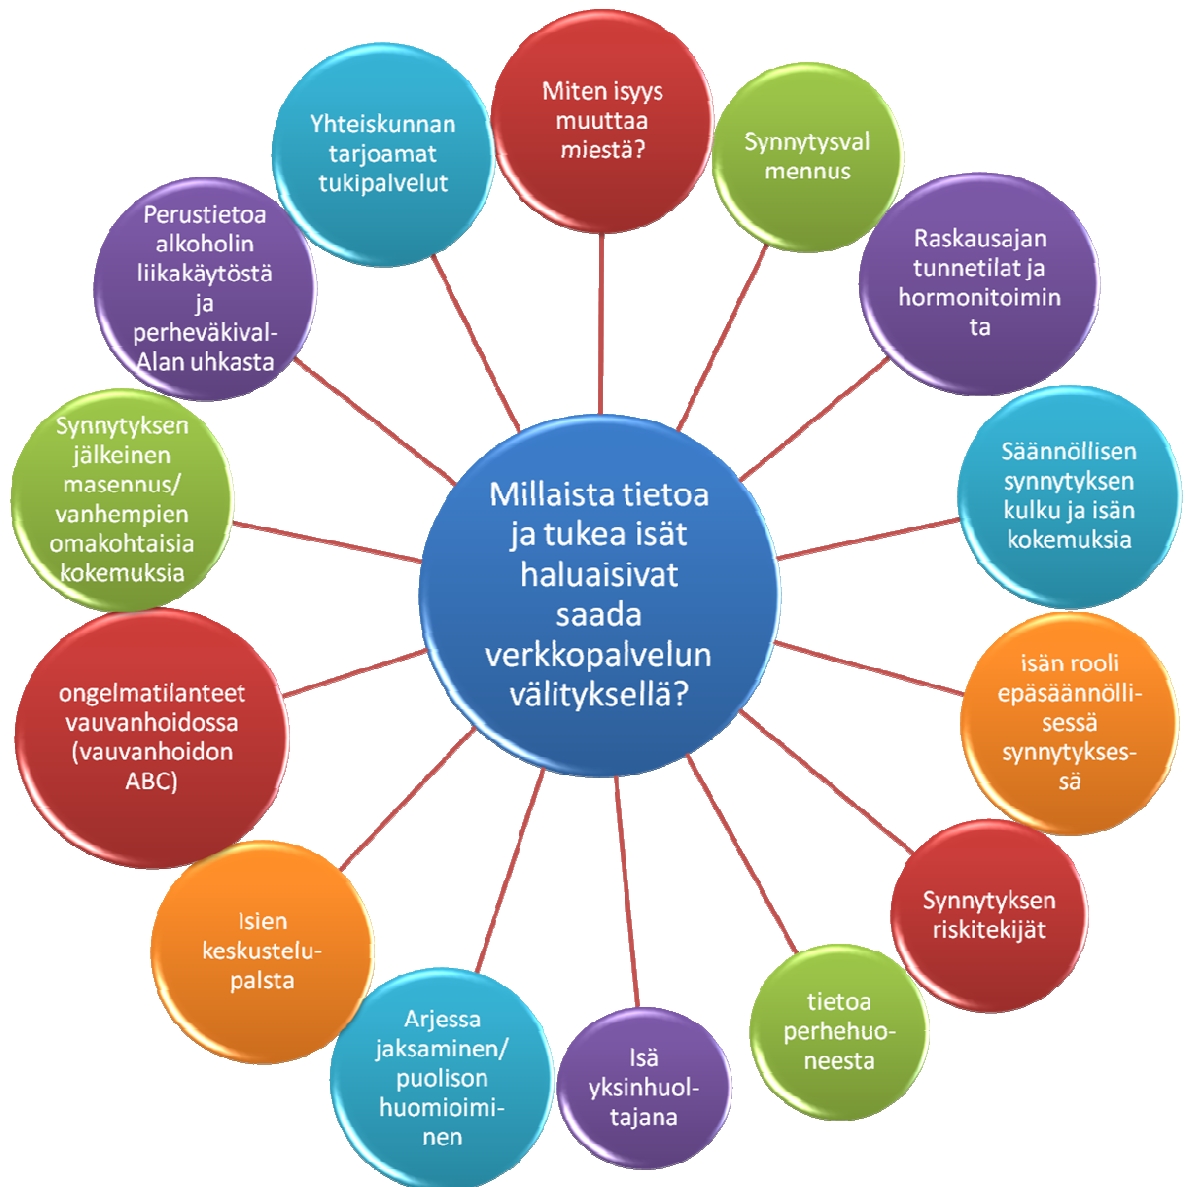 Miten isyys
muuttaa
miestä?
Synnytysval
mennus
Raskausajan
tunnetilat ja
hormonitoimin
ta
Säännöllisen
synnytyksen
kulku ja isän
kokemuksia
isän rooli
epäsäännölli-
sessä
synnytykses-
sä
Synnytyksen
riskitekijät
tietoa
perhehuo-
neesta
Isä
yksinhuol-
tajana
Arjessa
jaksaminen/
puolison
huomioimi-
nen
Isien
keskustelu-
palsta
ongelmatilanteet
vauvanhoidossa
(vauvanhoidon
ABC)
Synnytyksen
jälkeinen
masennus/
vanhempien
omakohtaisia
kokemuksia
Perustietoa
alkoholin
liikakäytöstä
ja
perheväkival-
Alan uhkasta
Yhteiskunnan
tarjoamat
tukipalvelut
Millaista tietoa
ja tukea isät
haluaisivat
saada
verkkopalvelun
välityksellä?